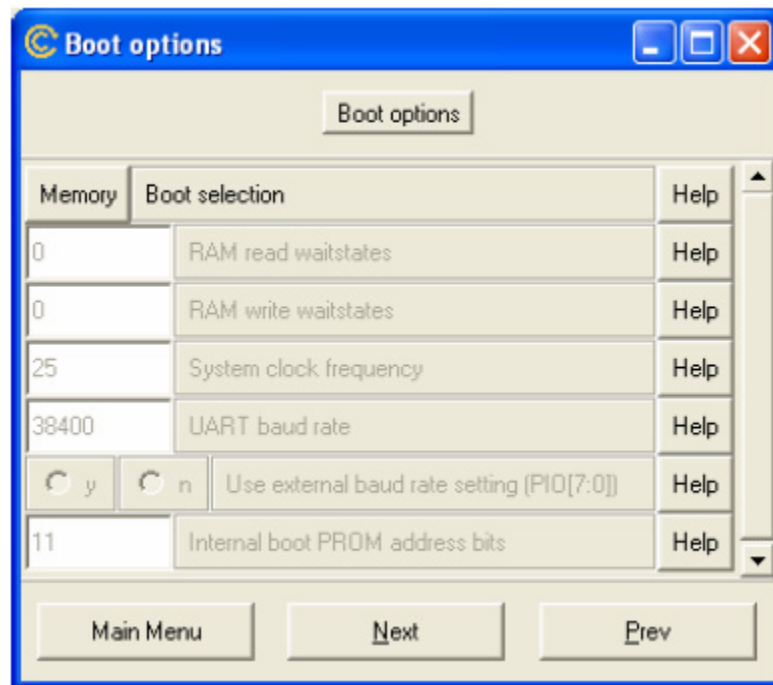 Boot options
Boot options
Memory Boot selection Help
0 RAM read waitstates Help
0 RAM write waitstates Help
25 System clock frequency Help
38400 UART baud rate Help
y n Use external baud rate setting (PIO[7:0]) Help
11 Internal boot PROM address bits Help
Main Menu Next Prev